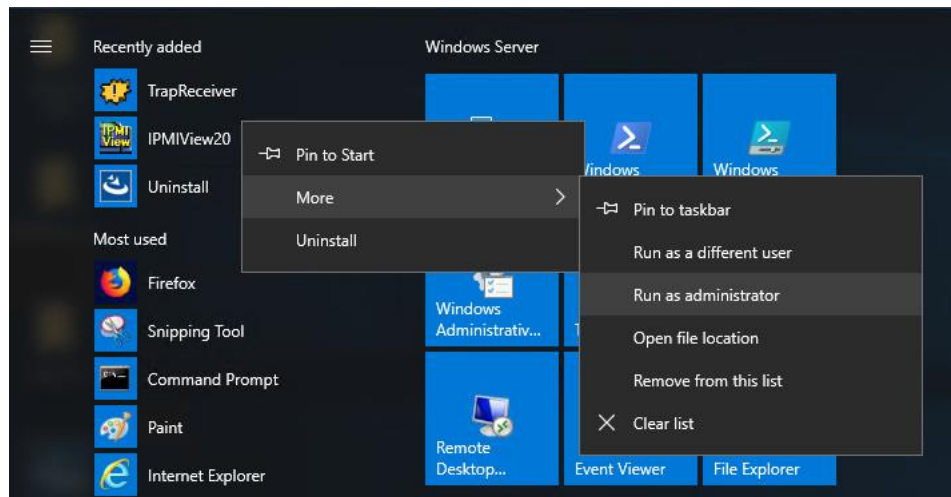 Recently added
Windows Server
TrapReceiver
IPMIView20
Uninstall
Most used
Firefox
Snipping Tool
Command Prompt
Paint
Internet Explorer
Pin to Start
More
Uninstall
Windows
Windows
Pin to taskbar
Run as a different user
Run as administrator
Open file location
Remove from this list
Clear list
Windows
Administrativ...
Remote
Desktop...
Event Viewer
File Explorer